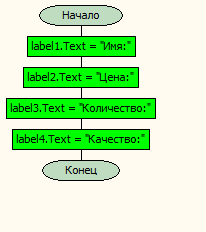 Начало
label1.Text = "Имя:"
label2.Text = "Цена:"
label3.Text = "Количество:"
label4.Text = "Качество:"
Конец